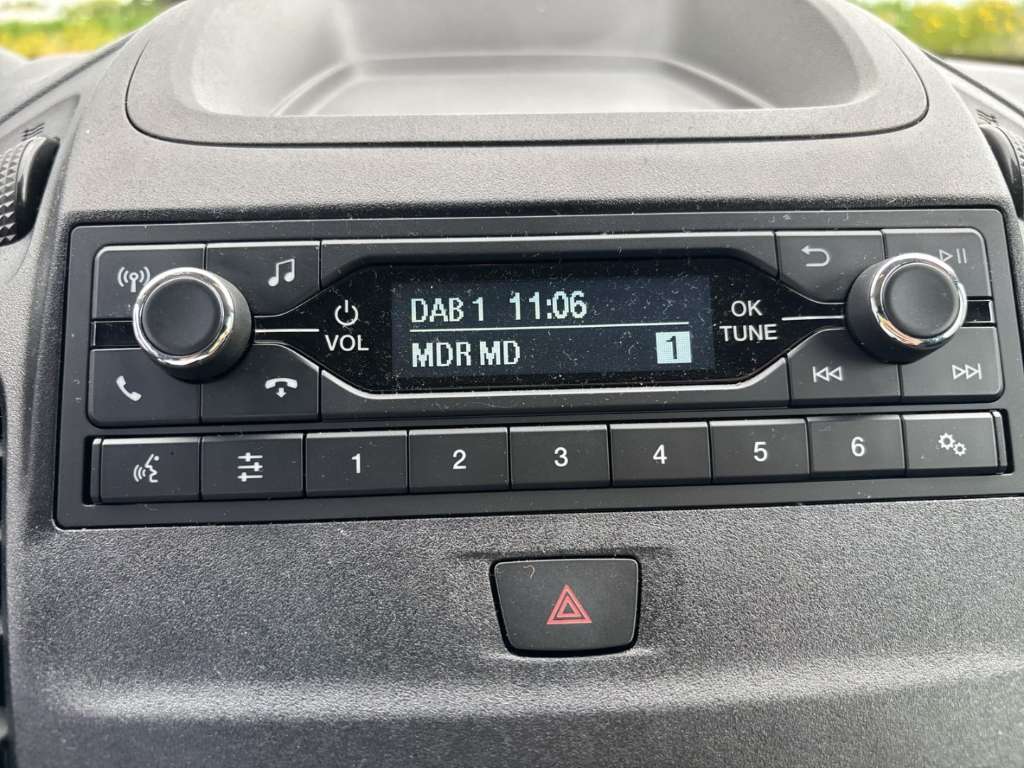 DAB 1 11:06
MDR MD 1
VOL
OK
TUNE
1 2 3 4 5 6